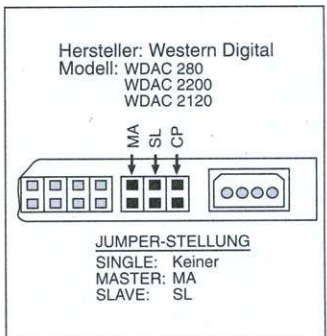 Hersteller: Western Digital
Modell: WDAC 280
WDAC 2200
WDAC 2120
MA SL CP
JUMPER-STELLUNG
SINGLE: Keiner
MASTER: MA
SLAVE: SL